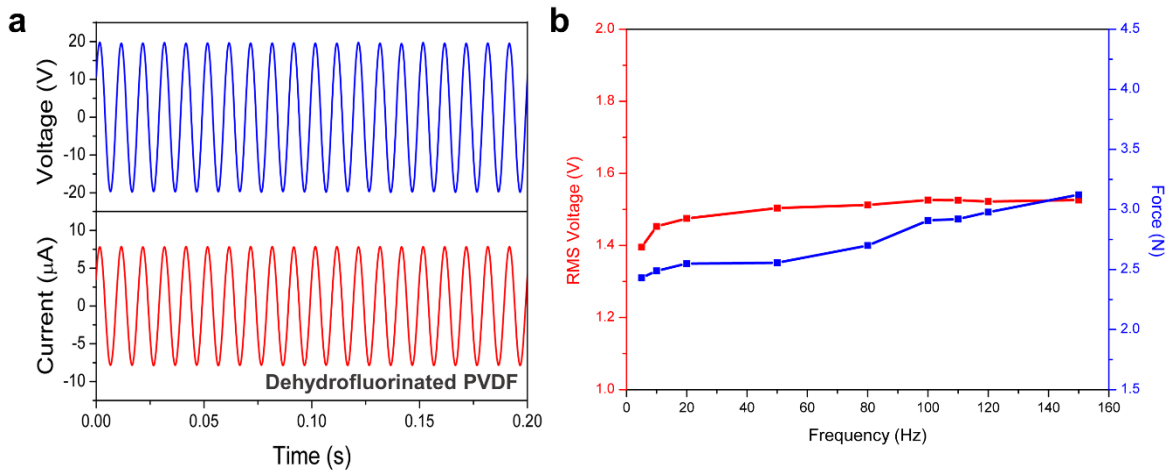 a
Voltage (V)
20
10
0
-10
-20
Current (μA)
10
5
0
-5
-10
Dehydrofluorinated PVDF
0.00 0.05 0.10 0.15 0.20
Time (s)
b
RMS Voltage (V)
2.0
1.8
1.6
1.4
1.2
1.0
4.5
4.0
3.5
3.0
2.5
2.0
1.5
Force (N)
0 20 40 60 80 100 120 140 160
Frequency (Hz)